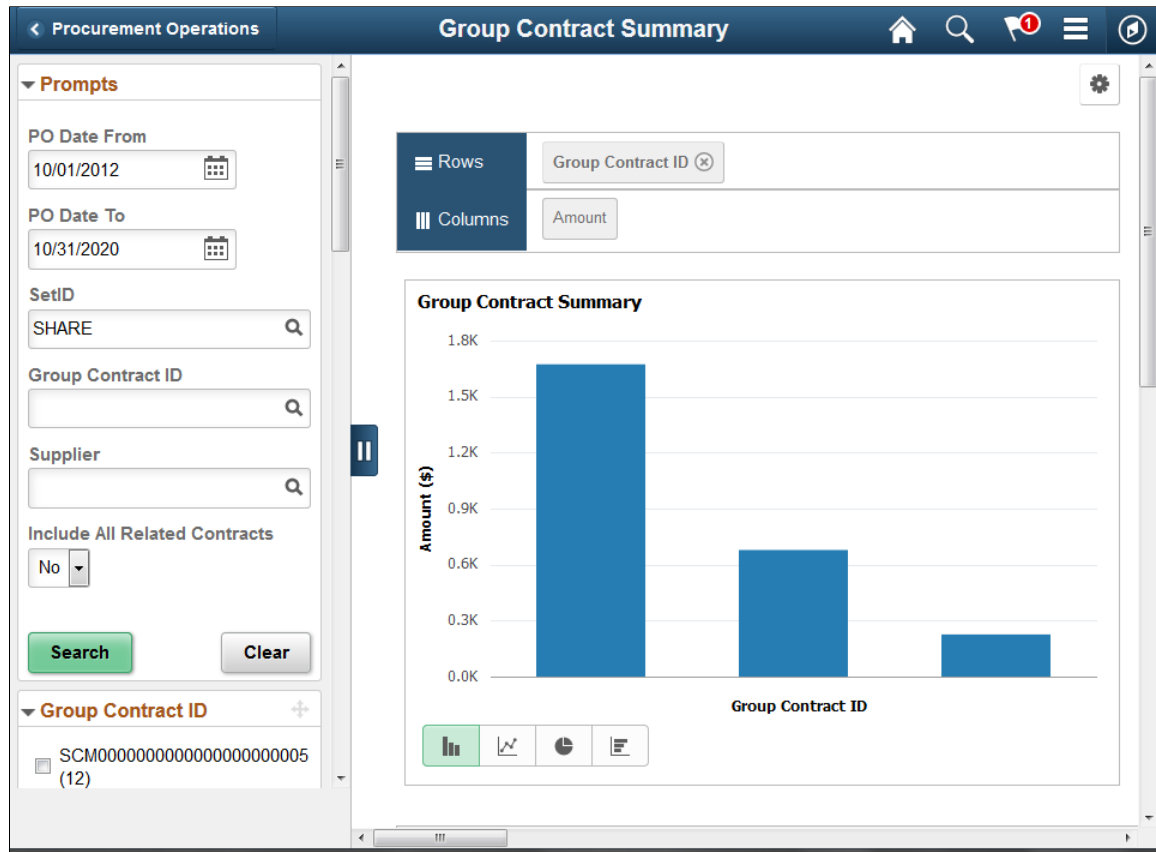 Procurement Operations
Group Contract Summary
1
Prompts
PO Date From
10/01/2012
PO Date To
10/31/2020
SetID
SHARE
Group Contract ID
Supplier
Include All Related Contracts
No
Search
Clear
Group Contract ID
SCM0000000000000000000005
(12)
Rows
Group Contract ID
Columns
Amount
Group Contract Summary
1.8K
1.5K
1.2K
0.9K
0.6K
0.3K
0.0K
Amount ($)
Group Contract ID